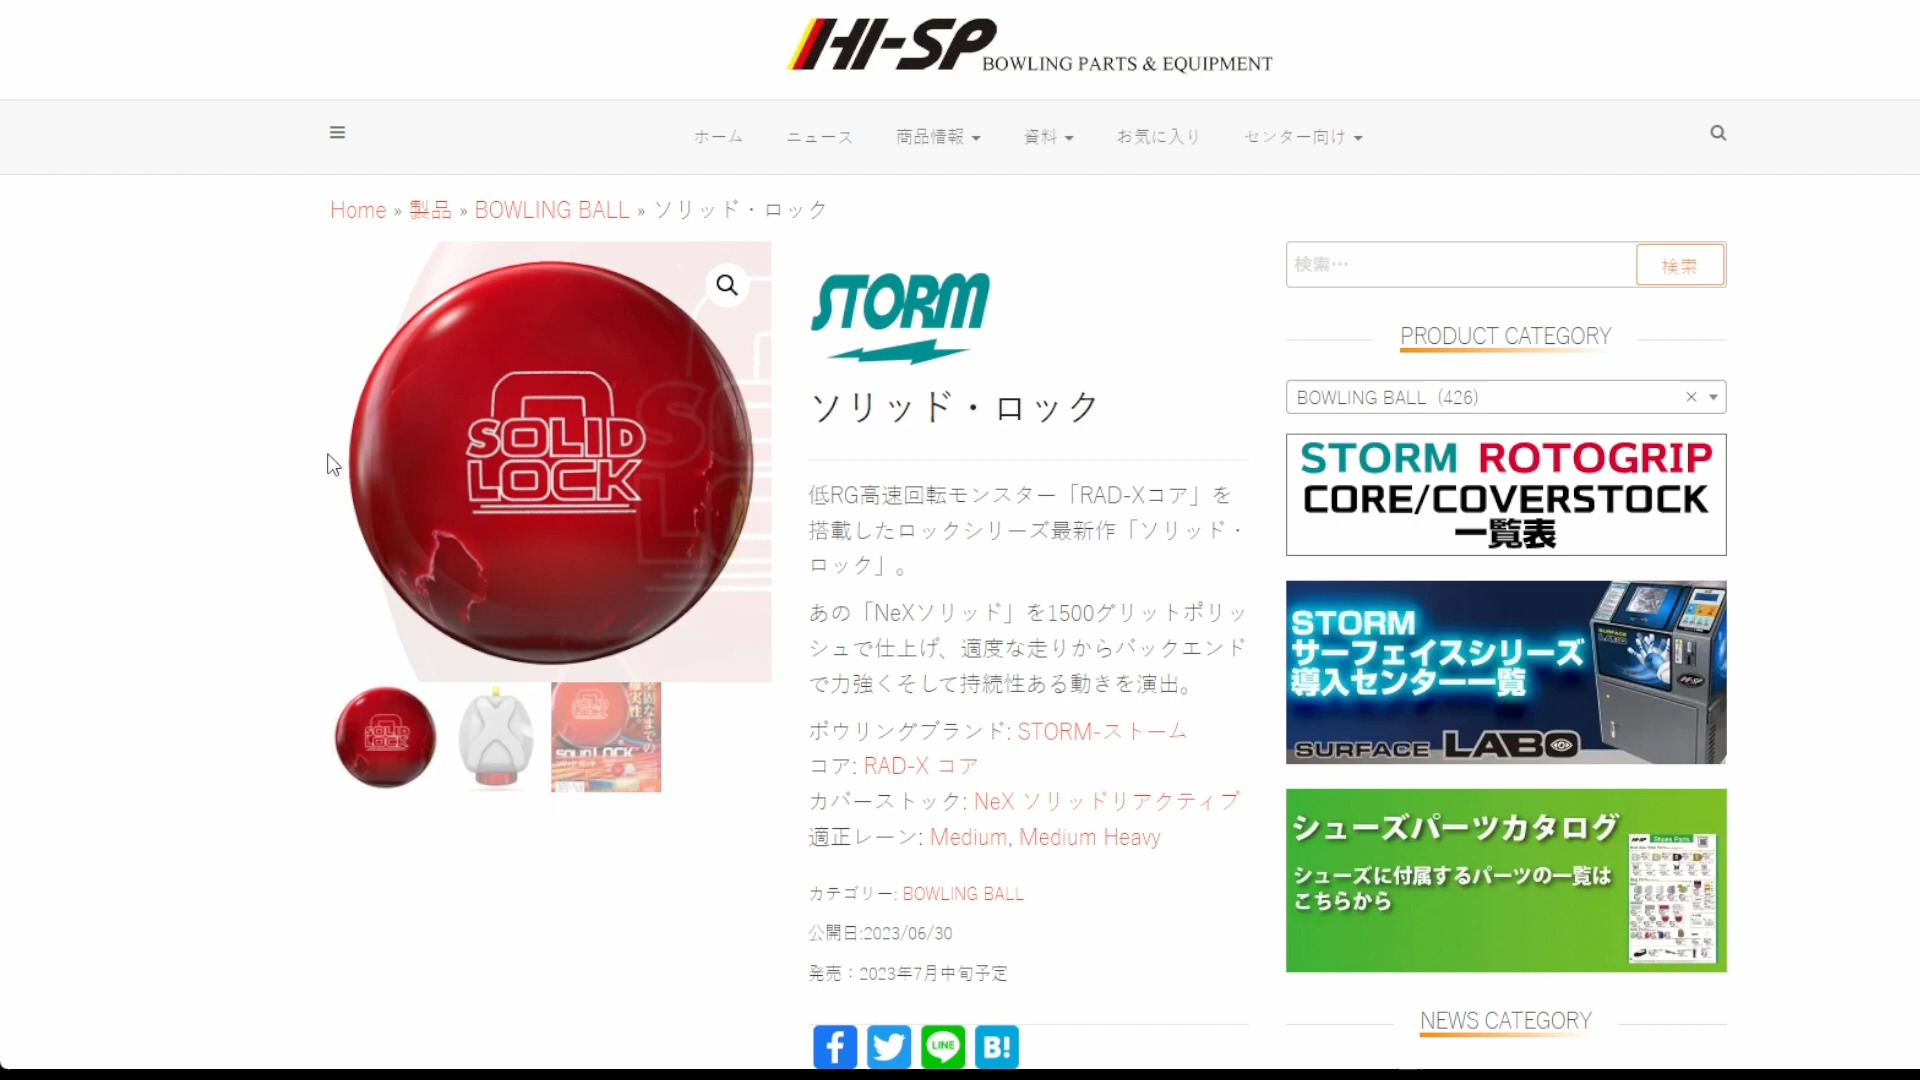 HI-SP BOWLING PARTS & EQUIPMENT
ホーム
ニュース
商品情報
資料
お気に入り
センター向け
Home » 製品 » BOWLING BALL » ソリッド・ロック
SOLID
LOCK
STORM
ソリッド・ロック
低RG高速回転モンスター「RAD-Xコア」を
搭載したロックシリーズ最新作「ソリッド・
ロック」。
あの「NeXソリッド」を1500グリットポリッ
シュで仕上げ、適度な走りからバックエンド
で力強くそして持続性ある動きを演出。
ボウリングブランド: STORM-ストーム
コア: RAD-X コア
カバーストック: NeX ソリッドリアクティブ
適正レーン: Medium, Medium Heavy
カテゴリー: BOWLING BALL
公開日:2023/06/30
発売：2023年7月中旬予定
LINE
B!
SOLID
LOCK
SOLID LOCK
検索…
検索
PRODUCT CATEGORY
BOWLING BALL (426)
×
STORM ROTOGRIP
CORE/COVERSTOCK
一覧表
STORM
サーフェイスシリーズ
導入センター一覧
SURFACE LABO
シューズパーツカタログ
シューズに付属するパーツの一覧は
こちらから
NEWS CATEGORY